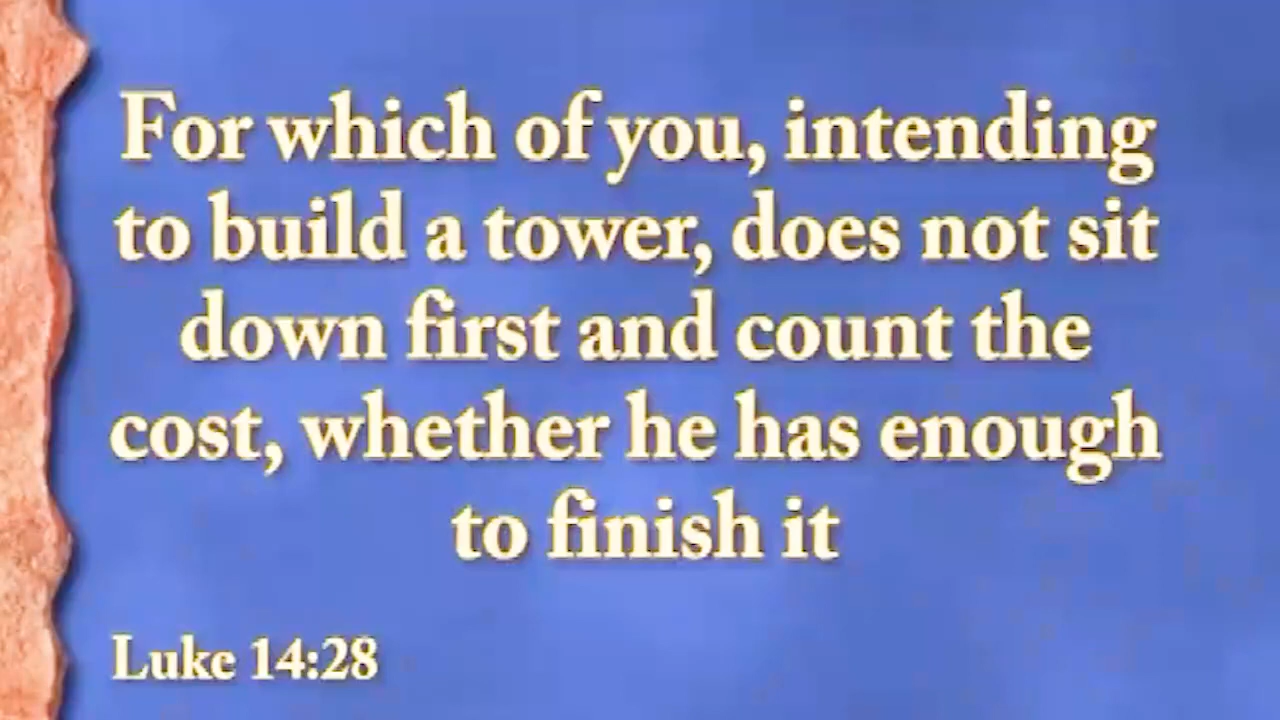 For which of you, intending
to build a tower, does not sit
down first and count the
cost, whether he has enough
to finish it
Luke 14:28